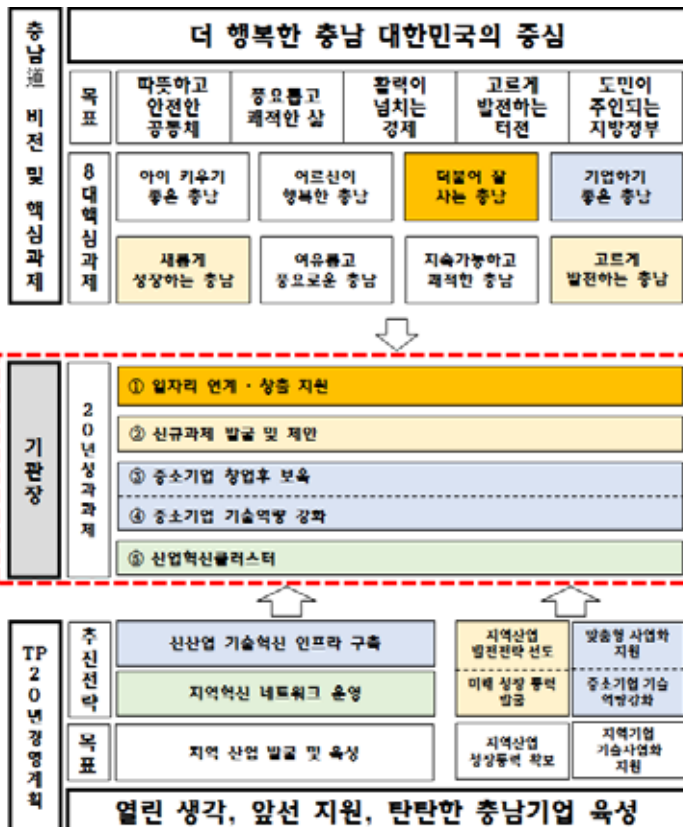 충남道 비전 및 핵심과제
더 행복한 충남 대한민국의 중심
목표
따뜻하고
안전한
공동체
풍요롭고
쾌적한 삶
활력이
넘치는
경제
고르게
발전하는
터전
도민이
주인되는
지방정부
8대핵심과제
아이 키우기
좋은 충남
어르신이
행복한 충남
더불어 잘
사는 충남
기업하기
좋은 충남
새롭게
성장하는 충남
여유롭고
풍요로운 충남
지속가능하고
쾌적한 충남
고르게
발전하는 충남
기관장
20년성과과제
① 일자리 연계・창출 지원
② 신규과제 발굴 및 제안
③ 중소기업 창업후 보육
④ 중소기업 기술역량 강화
⑤ 산업혁신클러스터
TP20년경영계획
추진전략
신산업 기술혁신 인프라 구축
지역혁신 네트워크 운영
지역산업
발전전략 선도
미래 성장 동력
발굴
맞춤형 사업화
지원
중소기업 기술
역량강화
목표
지역 산업 발굴 및 육성
지역산업
성장동력 확보
지역기업
기술사업화
지원
열린 생각, 앞선 지원, 탄탄한 충남기업 육성